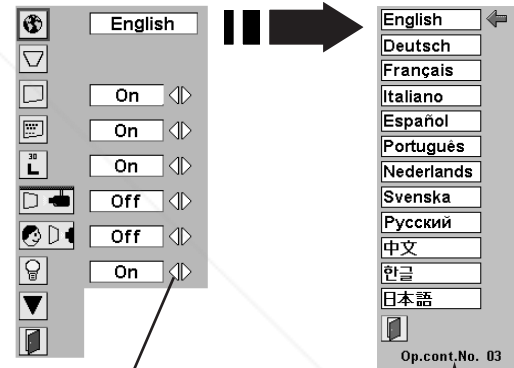 English
On
On
30
L
On
Off
Off
On
English
Deutsch
Français
Italiano
Español
Português
Nederlands
Svenska
Русский
中文
한글
日本語
Op.cont.No. 03